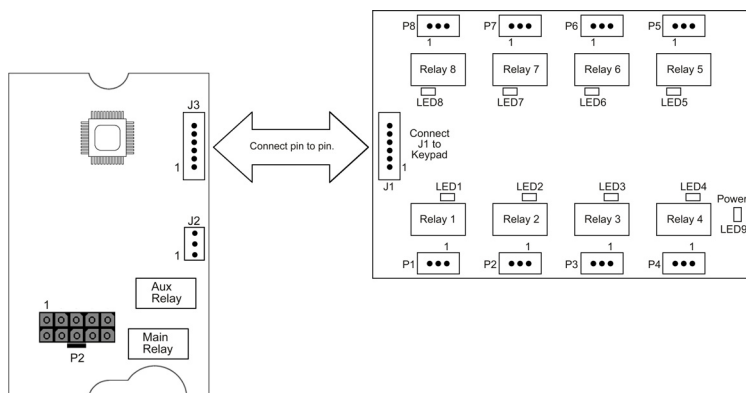 P8
P7
P6
P5
1
1
1
1
Relay 8
Relay 7
Relay 6
Relay 5
LED8
LED7
LED6
LED5
J3
1
Connect pin to pin.
Connect
J1 to
Keypad
1
J1
LED1
LED2
LED3
LED4
Power
LED9
Relay 1
Relay 2
Relay 3
Relay 4
1
1
1
1
P1
P2
P3
P4
J2
1
Aux
Relay
1
Main
Relay
P2